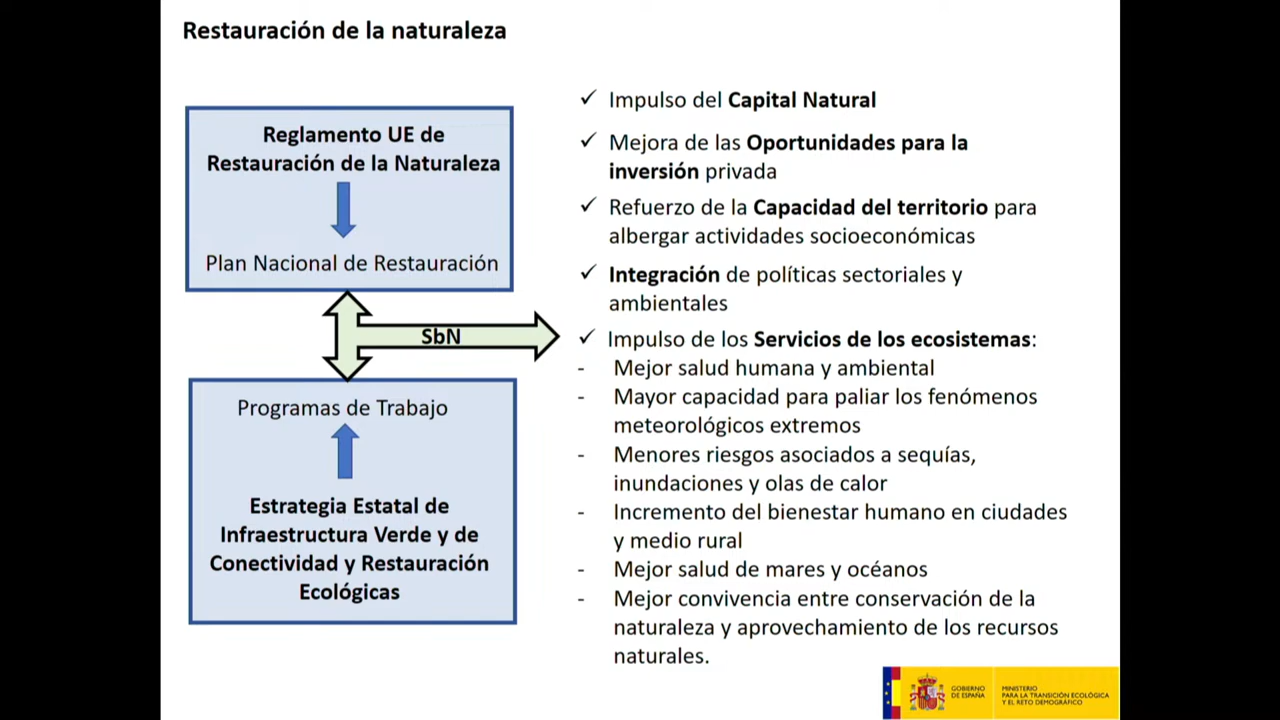 Restauración de la naturaleza
Reglamento UE de
Restauración de la Naturaleza
Plan Nacional de Restauración
SbN
Programas de Trabajo
Estrategia Estatal de
Infraestructura Verde y de
Conectividad y Restauración
Ecológicas
✓ Impulso del Capital Natural
✓ Mejora de las Oportunidades para la
inversión privada
✓ Refuerzo de la Capacidad del territorio para
albergar actividades socioeconómicas
✓ Integración de políticas sectoriales y
ambientales
✓ Impulso de los Servicios de los ecosistemas:
- Mejor salud humana y ambiental
- Mayor capacidad para paliar los fenómenos
meteorológicos extremos
- Menores riesgos asociados a sequías,
inundaciones y olas de calor
- Incremento del bienestar humano en ciudades
y medio rural
- Mejor salud de mares y océanos
- Mejor convivencia entre conservación de la
naturaleza y aprovechamiento de los recursos
naturales.
GOBIERNO
DE ESPAÑA
MINISTERIO
PARA LA TRANSICIÓN ECOLÓGICA
Y EL RETO DEMOGRÁFICO